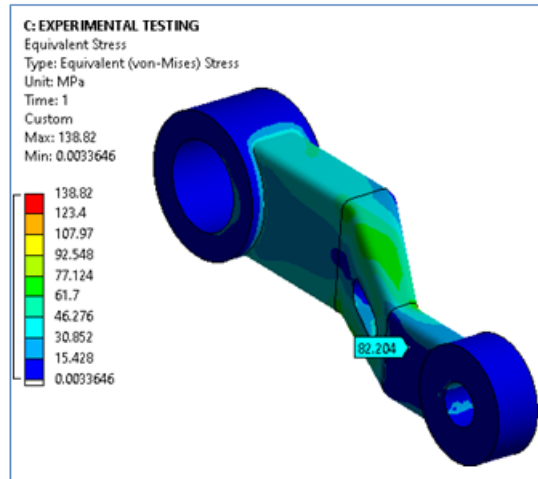 C: EXPERIMENTAL TESTING
Equivalent Stress
Type: Equivalent (von-Mises) Stress
Unit: MPa
Time: 1
Custom
Max: 138.82
Min: 0.0033646
138.82
123.4
107.97
92.548
77.124
61.7
46.276
30.852
15.428
0.0033646
82.204